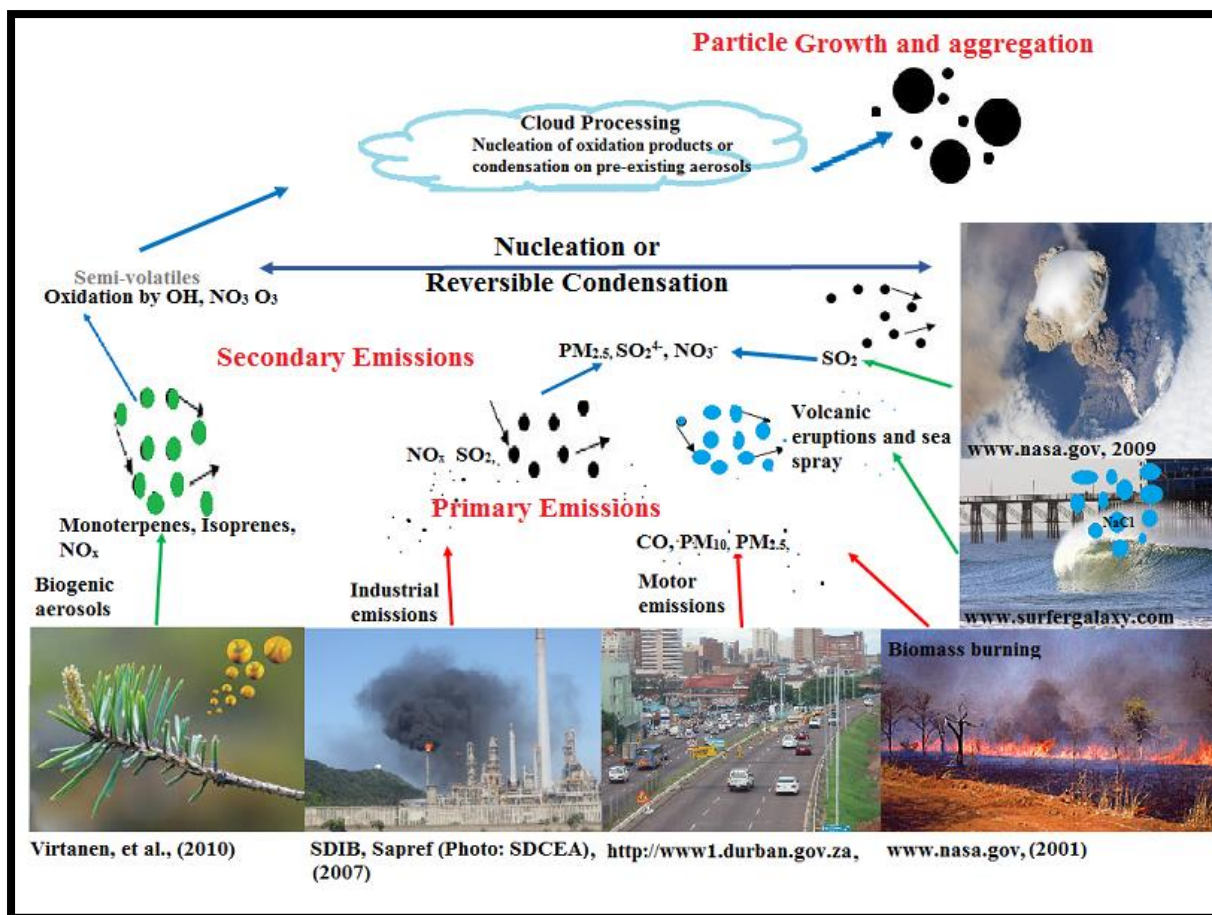 Particle Growth and aggregation
Cloud Processing
Nucleation of oxidation products or
condensation on pre-existing aerosols
Nucleation or
Reversible Condensation
Semi-volatiles
Oxidation by OH, NO₃ O₃
Secondary Emissions
PM₂.₅, SO₂⁴⁺, NO₃⁻
SO₂
Volcanic
eruptions and sea
spray
www.nasa.gov, 2009
NOₓ SO₂,
NaCl
Primary Emissions
Monoterpenes, Isoprenes,
NOₓ
CO, PM₁₀, PM₂.₅,
Biogenic
aerosols
Industrial
emissions
Motor
emissions
www.surfergalaxy.com
Biomass burning
Virtanen, et al., (2010)
SDIB, Sapref (Photo: SDCEA),
(2007)
http://www1.durban.gov.za,
www.nasa.gov, (2001)